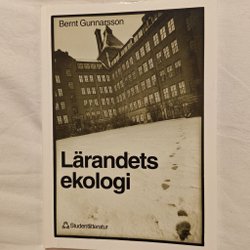 Bernt Gunnarsson
Lärandets
ekologi
Studentlitteratur